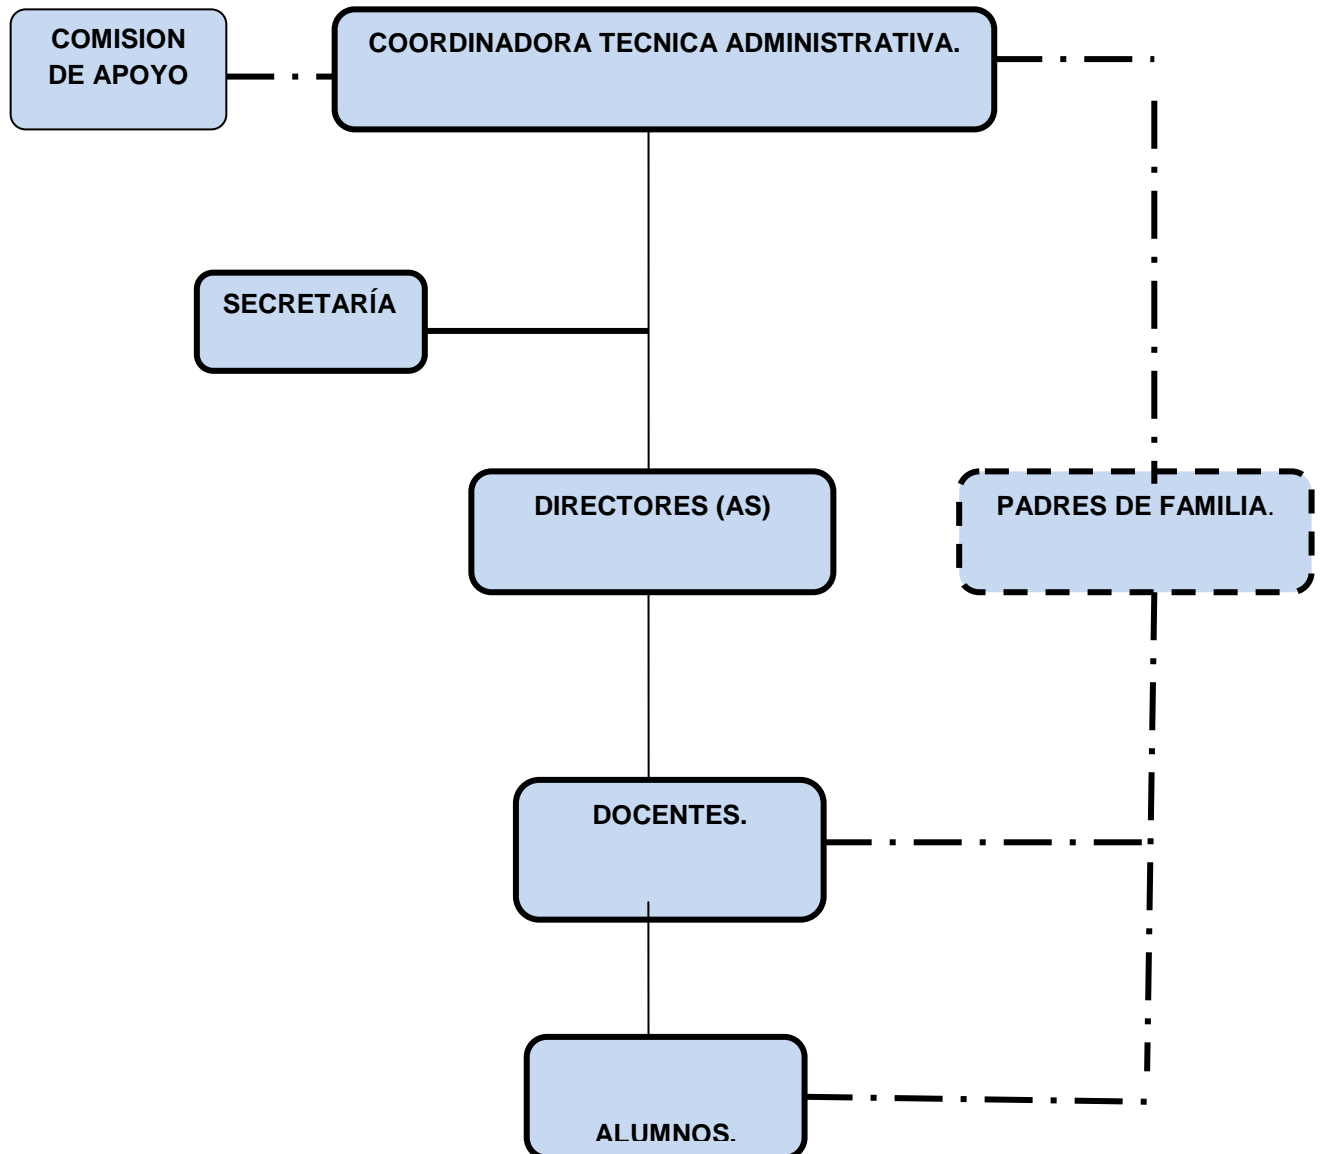 COMISION
DE APOYO
COORDINADORA TECNICA ADMINISTRATIVA.
SECRETARÍA
DIRECTORES (AS)
PADRES DE FAMILIA.
DOCENTES.
ALUMNOS.